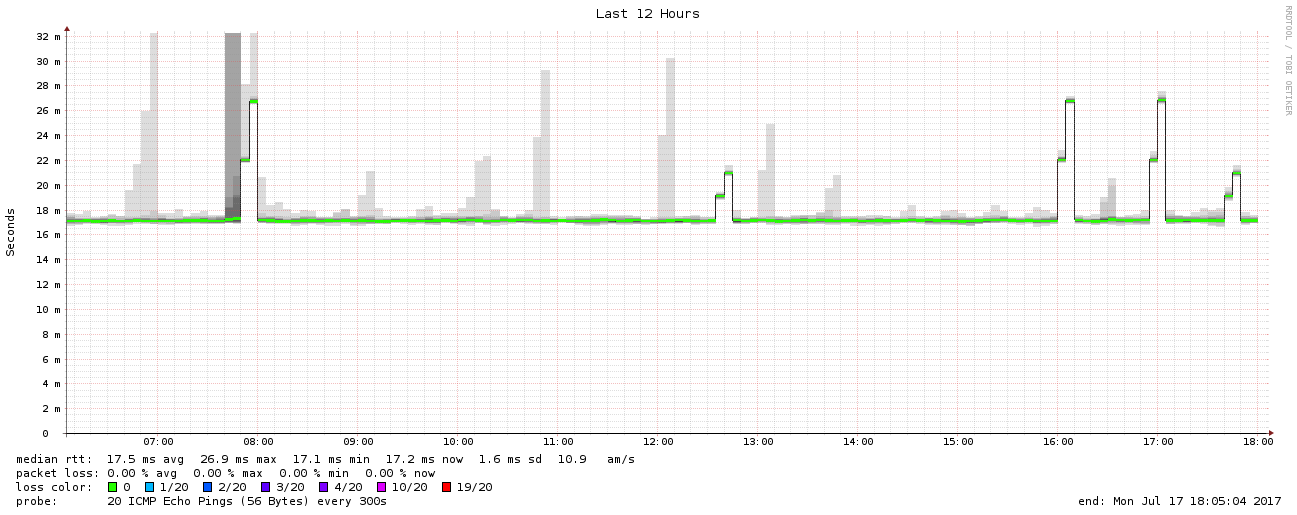 Last 12 Hours
RRDTOOL / TOBI OETIKER
Seconds
32 m
30 m
28 m
26 m
24 m
22 m
20 m
18 m
16 m
14 m
12 m
10 m
8 m
6 m
4 m
2 m
0
07:00 08:00 09:00 10:00 11:00 12:00 13:00 14:00 15:00 16:00 17:00 18:00
median rtt: 17.5 ms avg 26.9 ms max 17.1 ms min 17.2 ms now 1.6 ms sd 10.9 am/s
packet loss: 0.00 % avg 0.00 % max 0.00 % min 0.00 % now
loss color: 0 1/20 2/20 3/20 4/20 10/20 19/20
probe: 20 ICMP Echo Pings (56 Bytes) every 300s end: Mon Jul 17 18:05:04 2017